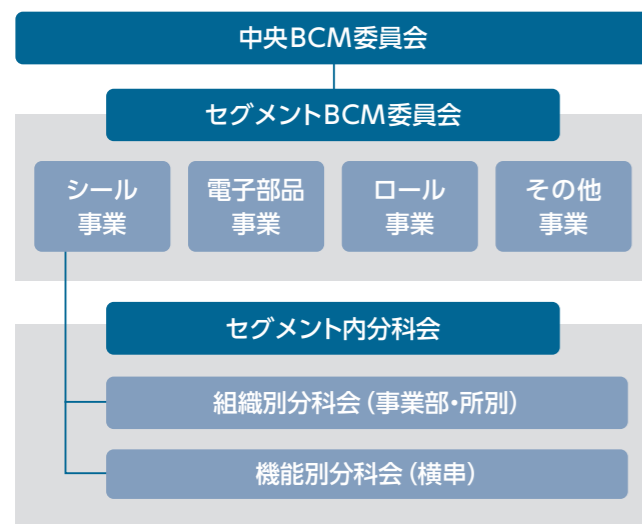 中央BCM委員会
セグメントBCM委員会
シール
事業
電子部品
事業
ロール
事業
その他
事業
セグメント内分科会
組織別分科会（事業部・所別）
機能別分科会（横串）